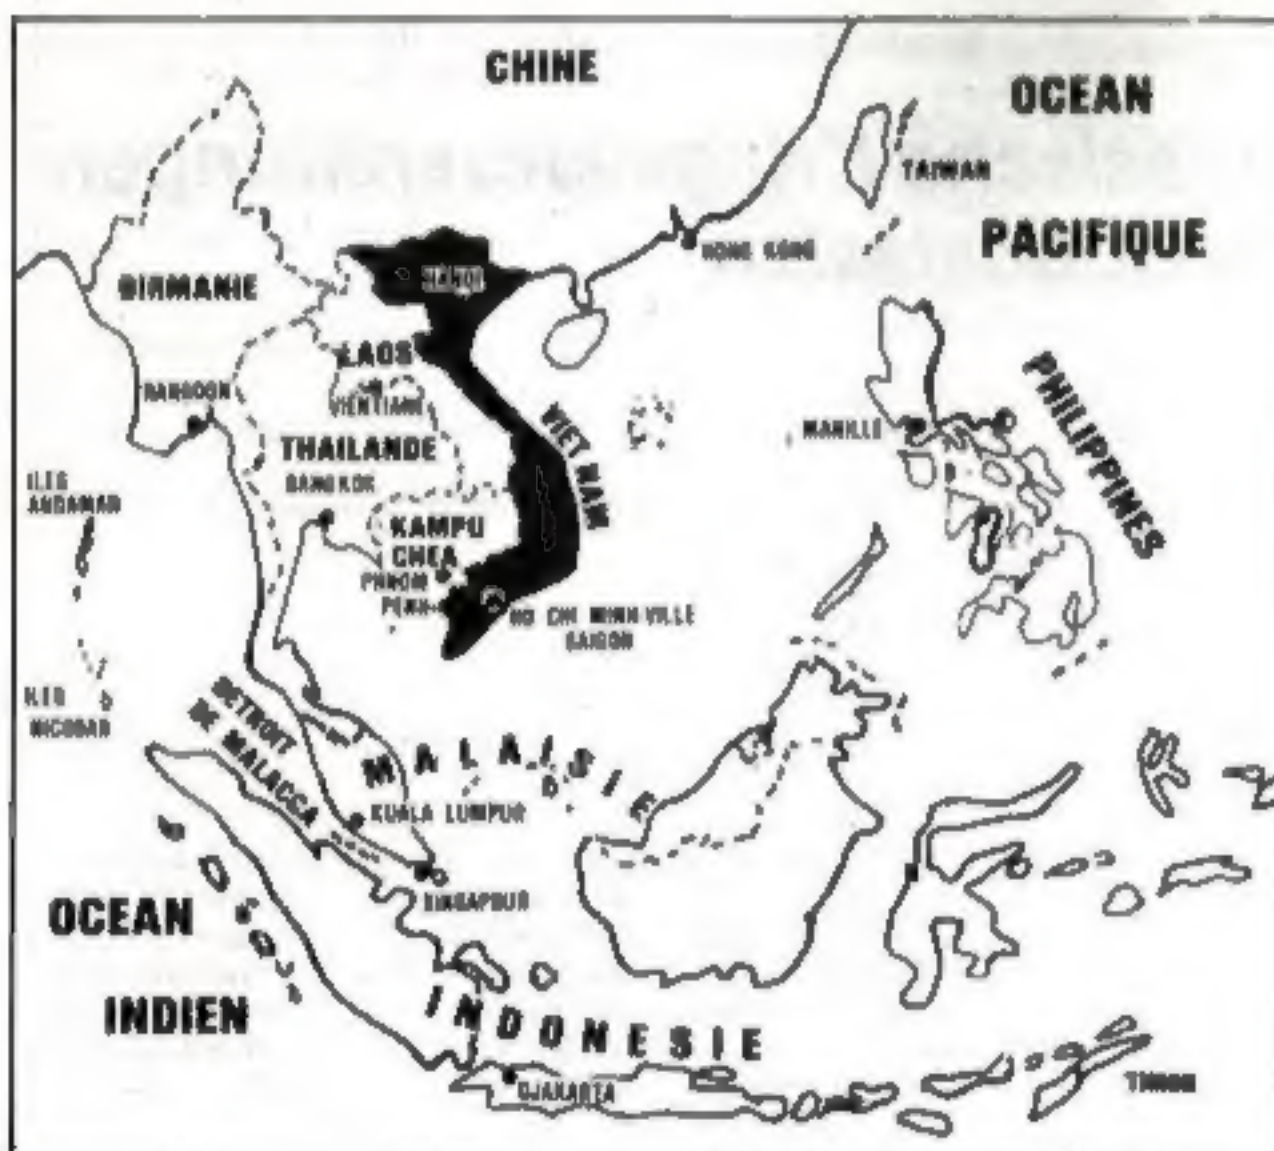 CHINE
OCEAN
PACIFIQUE
TAIWAN
HONG KONG
BIRMANIE
LAOS
RANGOON
VIENTIANE
THAILANDE
BANGKOK
VIET NAM
MANILLE
PHILIPPINES
ILES
ANDAMAN
KAMPU
CHEA
PHNOM
PENH
HO CHI MINH-VILLE
SAIGON
ILES
NICOBAR
DETROIT
DE MALACCA
MALAISIE
KUALA LUMPUR
SINGAPOUR
OCEAN
INDIEN
INDONESIE
DJAKARTA
TIMOR